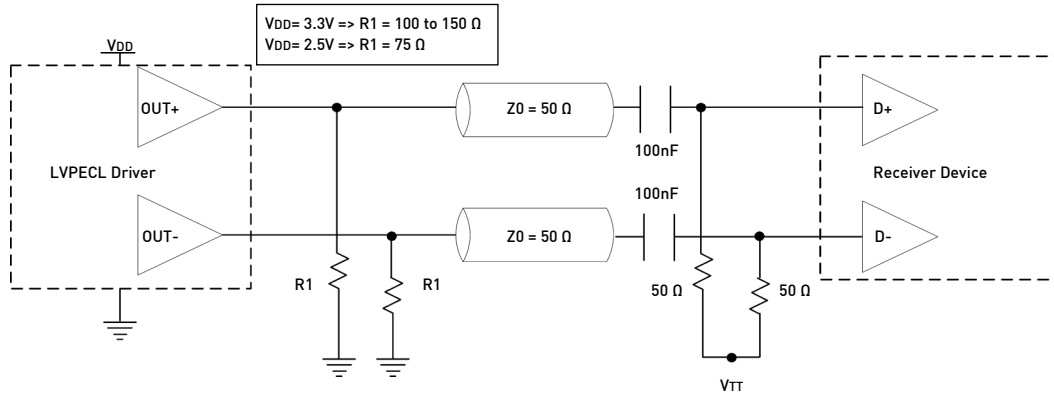 VDD= 3.3V => R1 = 100 to 150 Ω
VDD= 2.5V => R1 = 75 Ω
VDD
OUT+
Z0 = 50 Ω
D+
100nF
LVPECL Driver
100nF
Receiver Device
OUT-
Z0 = 50 Ω
D-
R1
R1
50 Ω
50 Ω
VTT